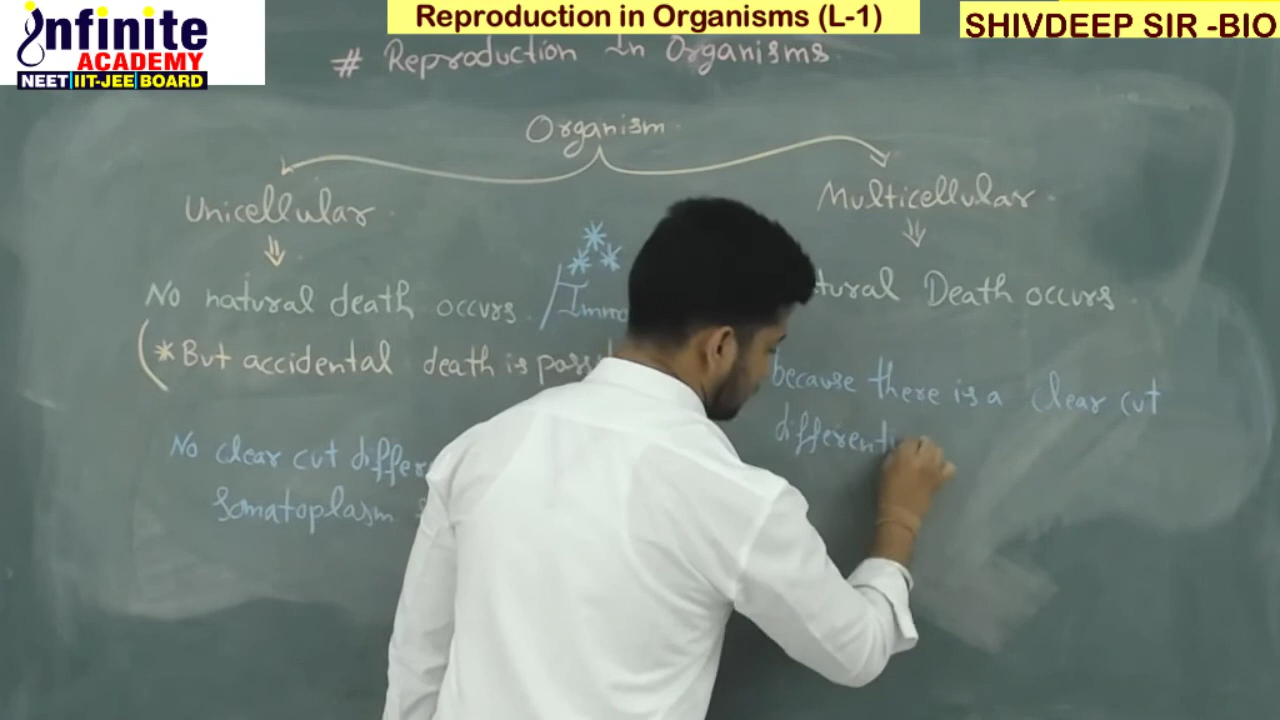 infinite
ACADEMY
NEET IIT-JEE BOARD
Reproduction in Organisms (L-1)
SHIVDEEP SIR -BIO
# Reproduction in Organisms
Organism
Unicellular
Multicellular
No natural death occurs.
Death occurs
(*But accidental death is
because there is a clear cut
No clear cut
somatoplasm